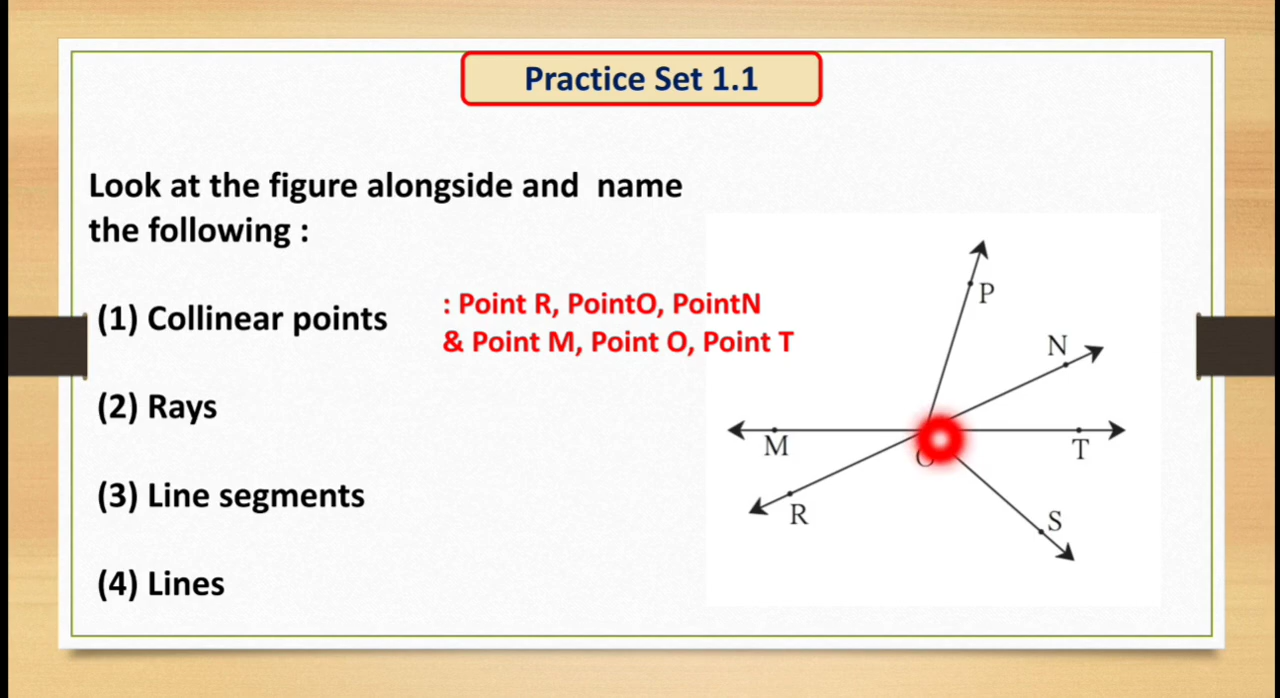 Practice Set 1.1
Look at the figure alongside and name
the following :
(1) Collinear points
: Point R, PointO, PointN
& Point M, Point O, Point T
(2) Rays
(3) Line segments
(4) Lines
P
N
M
O
T
R
S